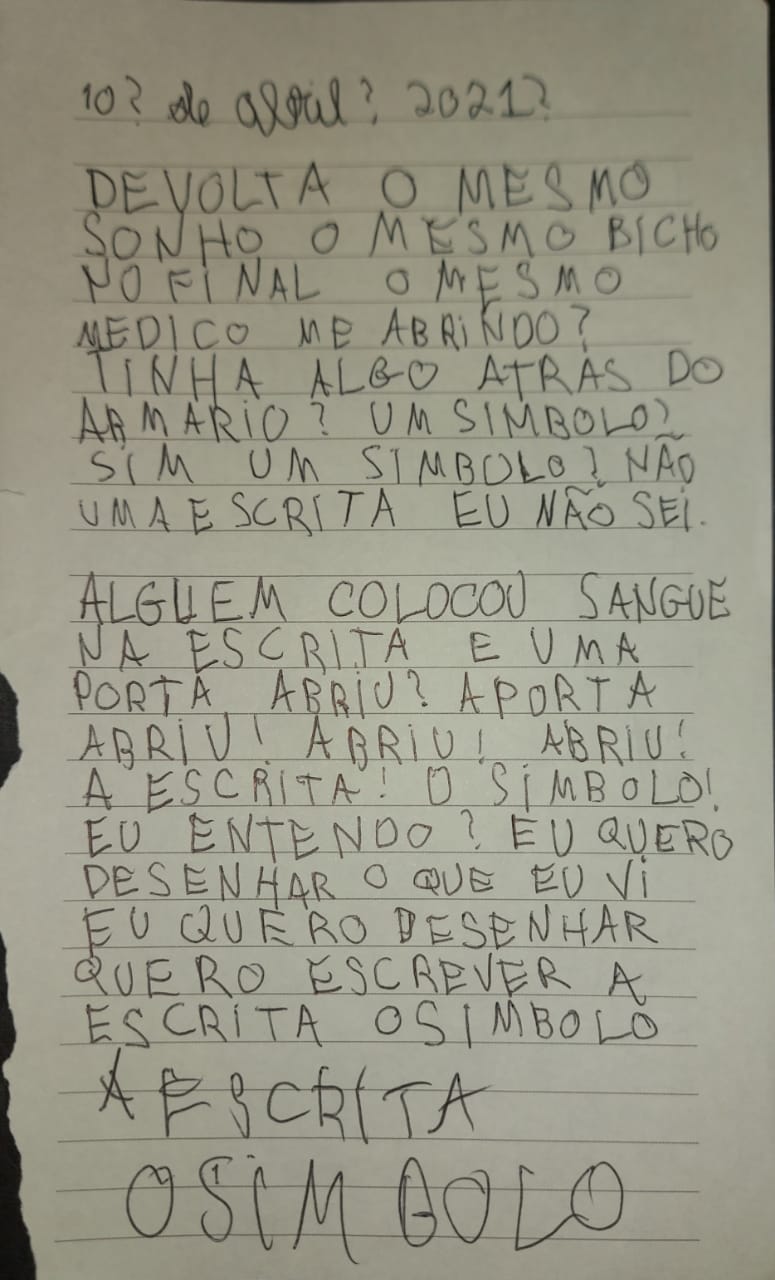 10? de abril? 2021?
DEVOLTA O MESMO
SONHO O MESMO BICHO
NO FINAL O MESMO
MEDICO ME ABRINDO?
TINHA ALGO ATRÁS DO
ARMARIO? UM SIMBOLO?
SIM UM SIMBOLO? NÃO
UMA ESCRITA EU NÃO SEI.
ALGUEM COLOCOU SANGUE
NA ESCRITA E UMA
PORTA ABRIU? APORTA
ABRIU! ABRIU! ABRIU!
A ESCRITA! O SIMBOLO!
EU ENTENDO? EU QUERO
DESENHAR O QUE EU VI
EU QUERO DESENHAR
QUERO ESCREVER A
ESCRITA O SIMBOLO
A ESCRITA
O SIMBOLO